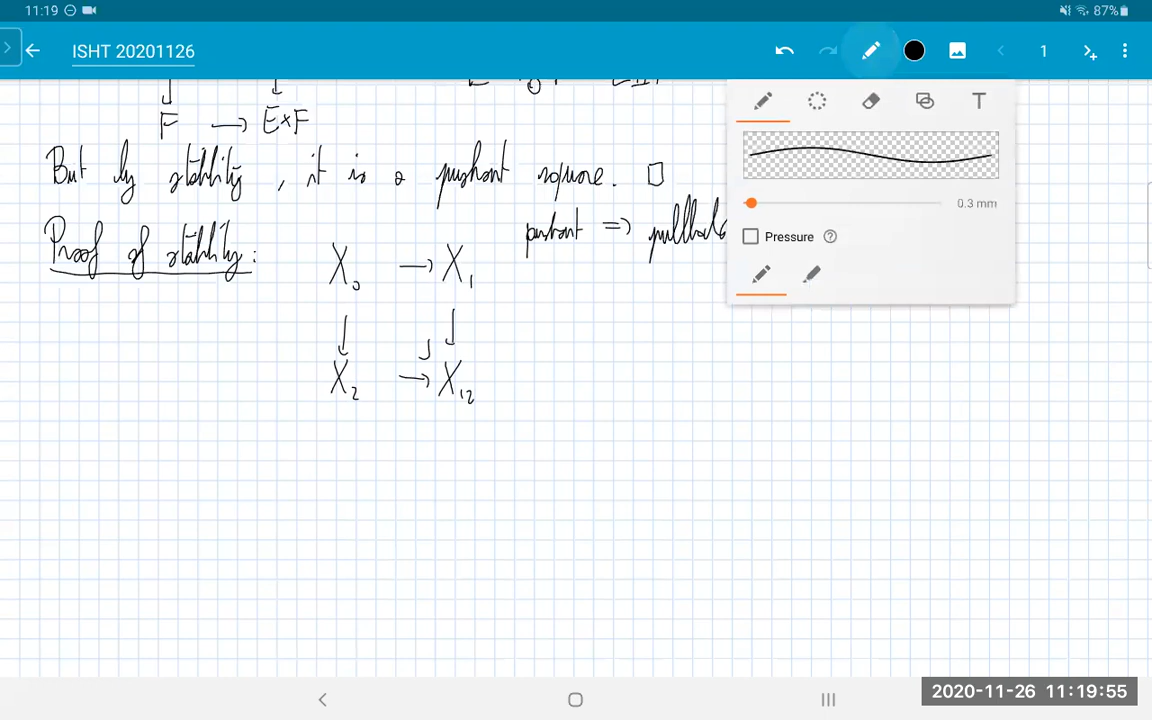 11:19
87%
ISHT 20201126
1
F → E×F
But by stability, it is a pushout square. □
pushout ⇒
Proof of stability:
X₀ → X₁
↓ ↓
X₂ → X₁₂
0.3 mm
Pressure
2020-11-26 11:19:55